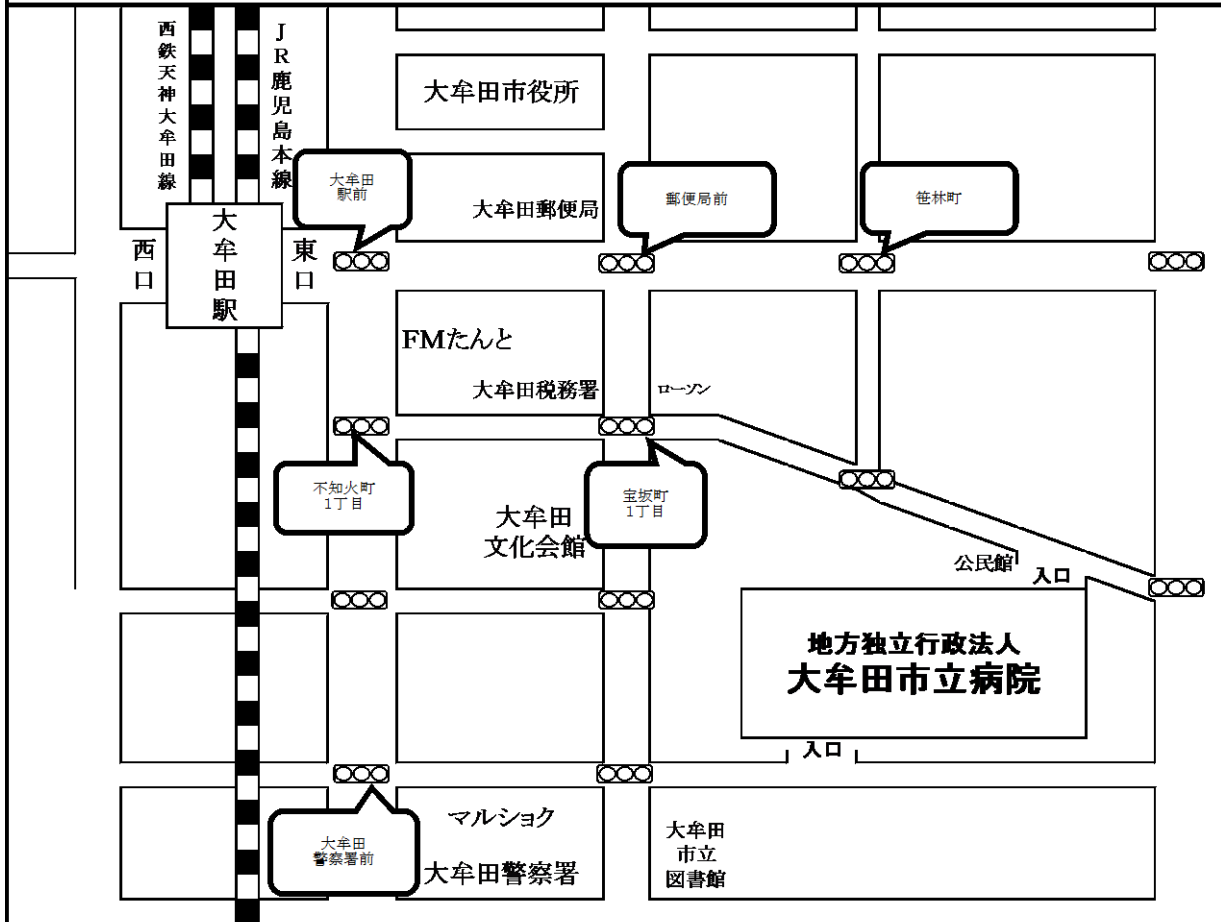 西鉄天神大牟田線
JR鹿児島本線
大牟田市役所
大牟田
駅前
大牟田郵便局
郵便局前
笹林町
西口
大牟田駅
東口
FMたんと
大牟田税務署
ローソン
不知火町
1丁目
宝坂町
1丁目
大牟田
文化会館
公民館
入口
地方独立行政法人
大牟田市立病院
入口
マルショク
大牟田
警察署前
大牟田警察署
大牟田
市立
図書館